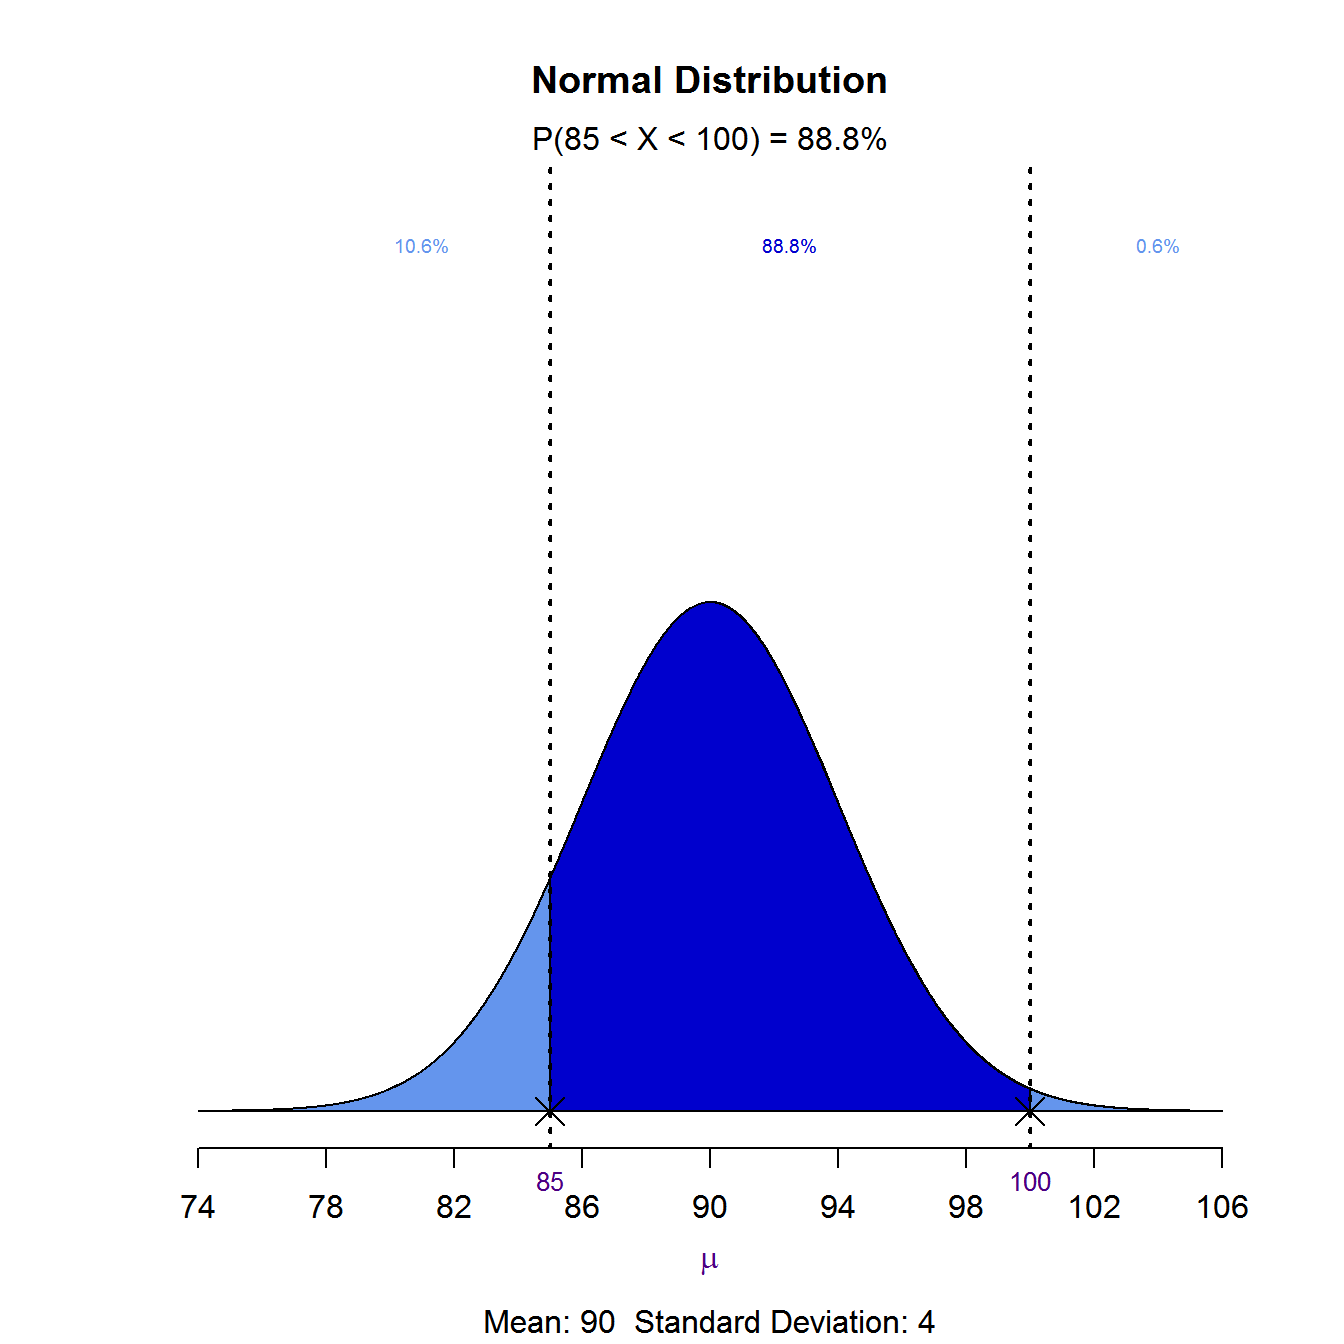 Normal Distribution
P(85 < X < 100) = 88.8%
10.6% 88.8% 0.6%
85 100
74 78 82 86 90 94 98 102 106
μ
Mean: 90  Standard Deviation: 4